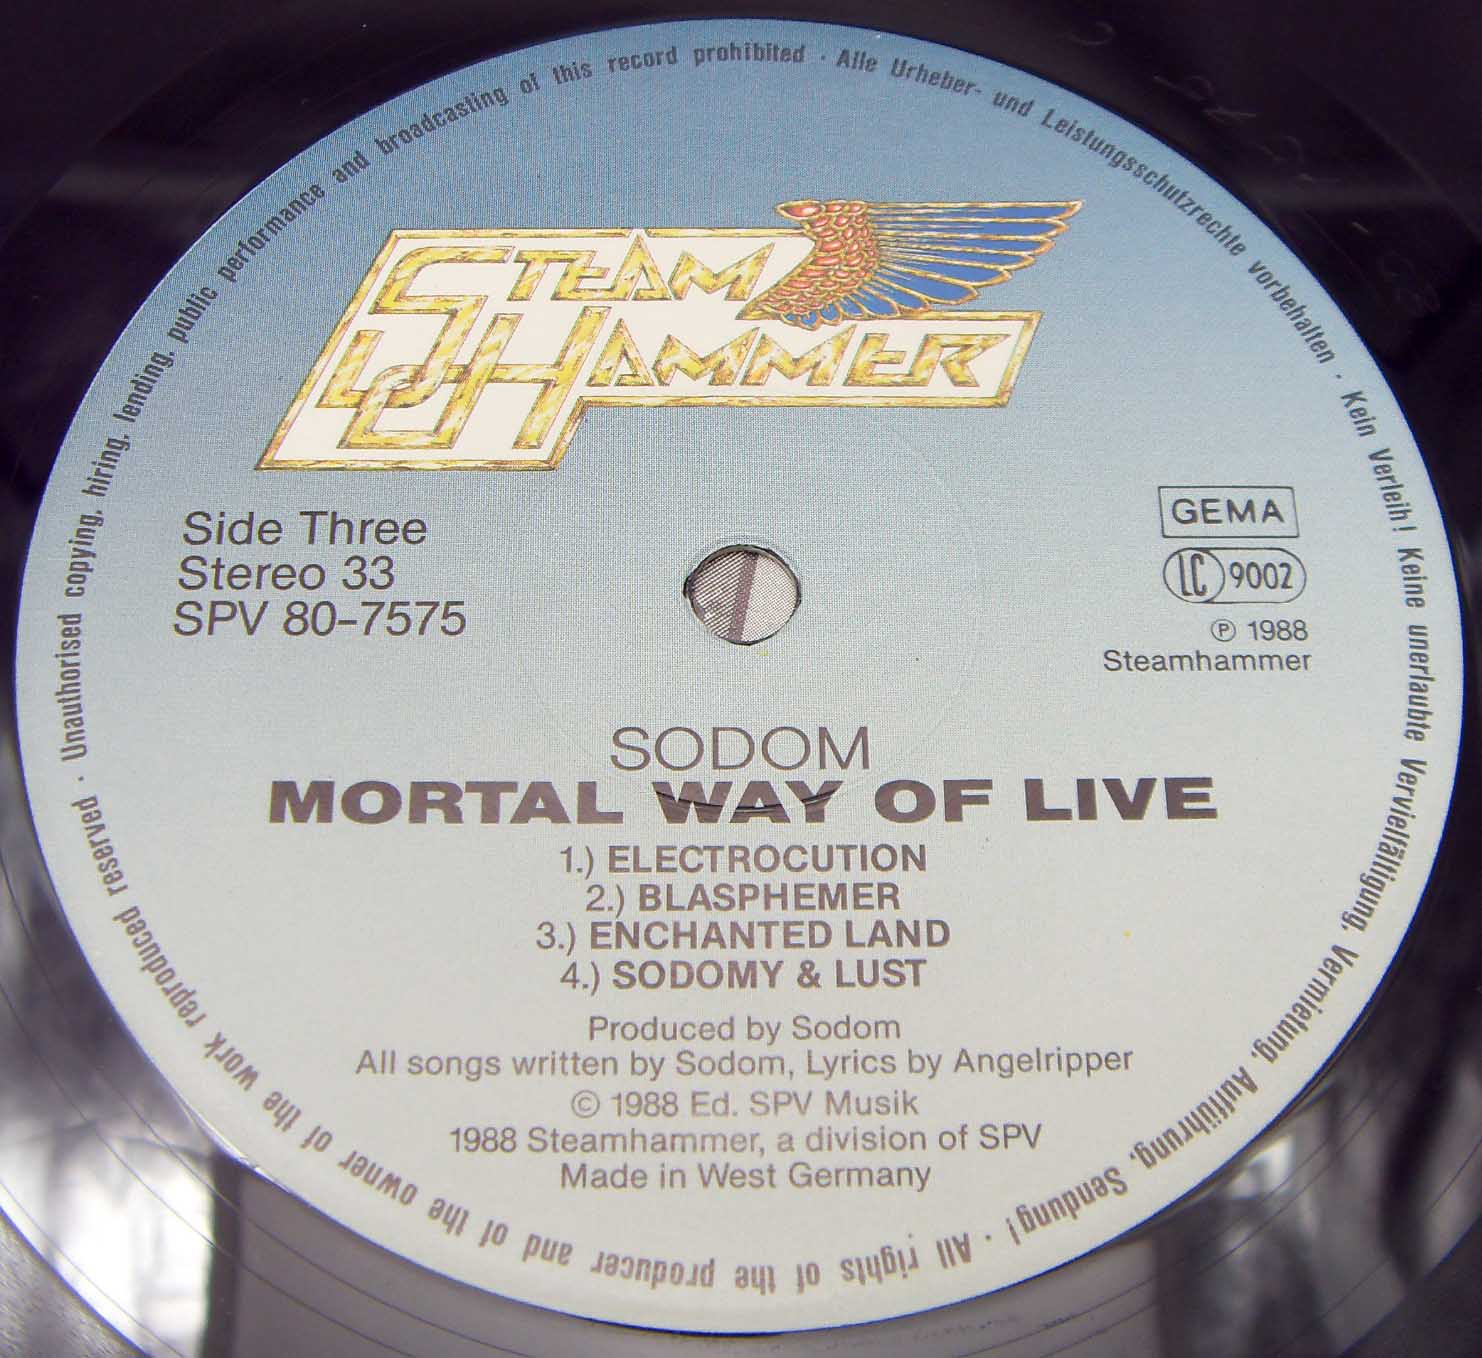 STEAM
HAMMER
Side Three
Stereo 33
SPV 80-7575
GEMA
LC 9002
℗ 1988
Steamhammer
SODOM
MORTAL WAY OF LIVE
1.) ELECTROCUTION
2.) BLASPHEMER
3.) ENCHANTED LAND
4.) SODOMY & LUST
Produced by Sodom
All songs written by Sodom, Lyrics by Angelripper
© 1988 Ed. SPV Musik
1988 Steamhammer, a division of SPV
Made in West Germany
All rights of the producer and of the owner of the work reproduced reserved · Unauthorised copying, hiring, lending, public performance and broadcasting of this record prohibited · Alle Urheber- und Leistungsschutzrechte vorbehalten · Kein Verleih! Keine unerlaubte Vervielfältigung, Vermietung, Aufführung, Sendung! ·